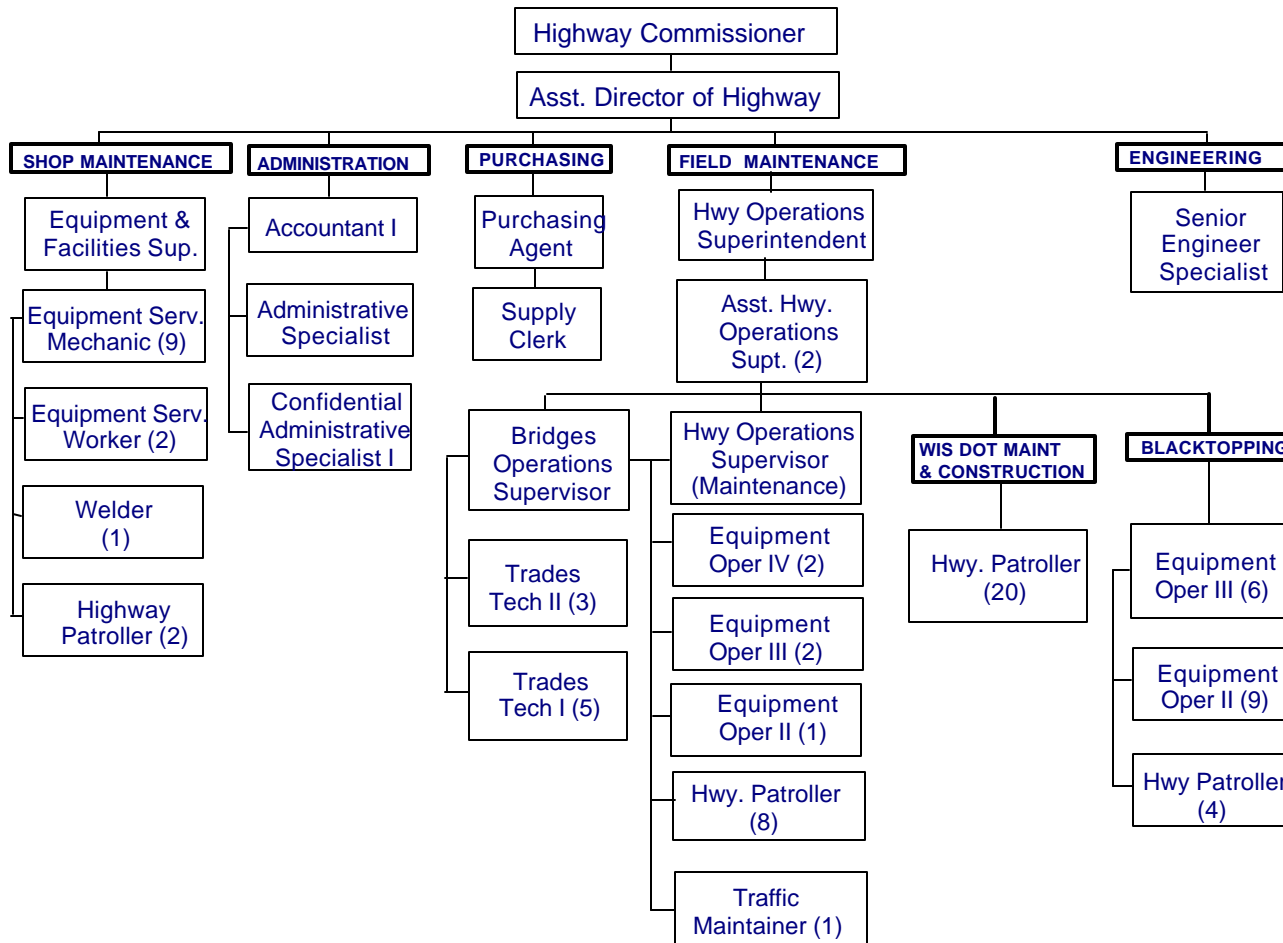 Highway Commissioner
Asst. Director of Highway
SHOP MAINTENANCE
ADMINISTRATION
PURCHASING
FIELD MAINTENANCE
ENGINEERING
Equipment &
Facilities Sup.
Equipment Serv.
Mechanic (9)
Equipment Serv.
Worker (2)
Welder
(1)
Highway
Patroller (2)
Accountant I
Administrative
Specialist
Confidential
Administrative
Specialist I
Purchasing
Agent
Supply
Clerk
Hwy Operations
Superintendent
Asst. Hwy.
Operations
Supt. (2)
Bridges
Operations
Supervisor
Trades
Tech II (3)
Trades
Tech I (5)
Hwy Operations
Supervisor
(Maintenance)
Equipment
Oper IV (2)
Equipment
Oper III (2)
Equipment
Oper II (1)
Hwy. Patroller
(8)
Traffic
Maintainer (1)
WIS DOT MAINT
& CONSTRUCTION
Hwy. Patroller
(20)
BLACKTOPPING
Equipment
Oper III (6)
Equipment
Oper II (9)
Hwy Patroller
(4)
Senior
Engineer
Specialist